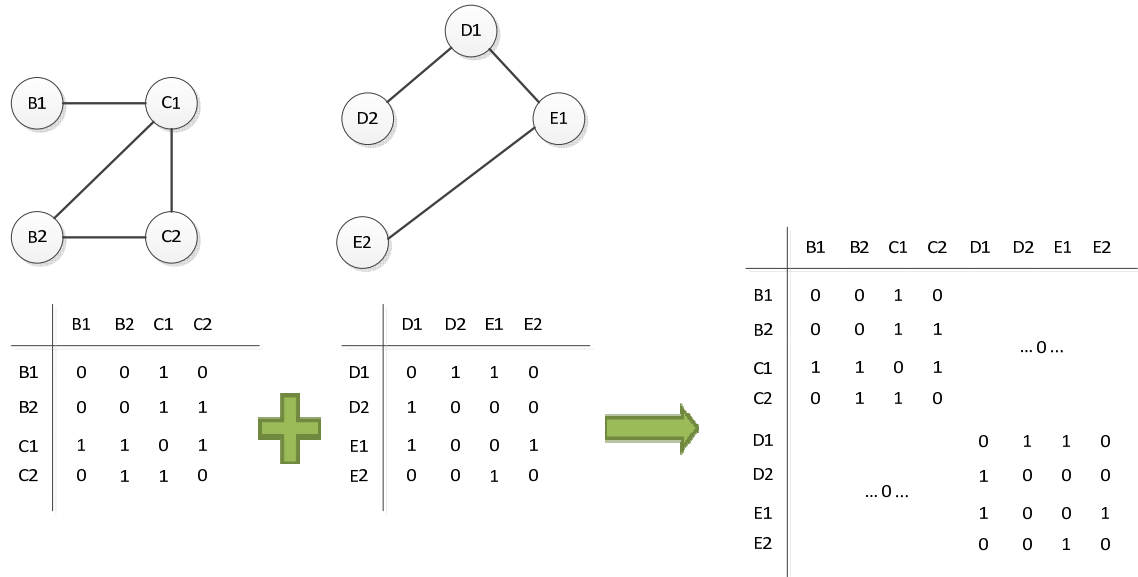 D1
B1 C1
D2 E1
B2 C2
E2
B1 B2 C1 C2
B1 0 0 1 0
B2 0 0 1 1
C1 1 1 0 1
C2 0 1 1 0
D1 D2 E1 E2
D1 0 1 1 0
D2 1 0 0 0
E1 1 0 0 1
E2 0 0 1 0
B1 B2 C1 C2 D1 D2 E1 E2
B1 0 0 1 0
B2 0 0 1 1
... 0 ...
C1 1 1 0 1
C2 0 1 1 0
D1 0 1 1 0
D2 1 0 0 0
... 0 ...
E1 1 0 0 1
E2 0 0 1 0